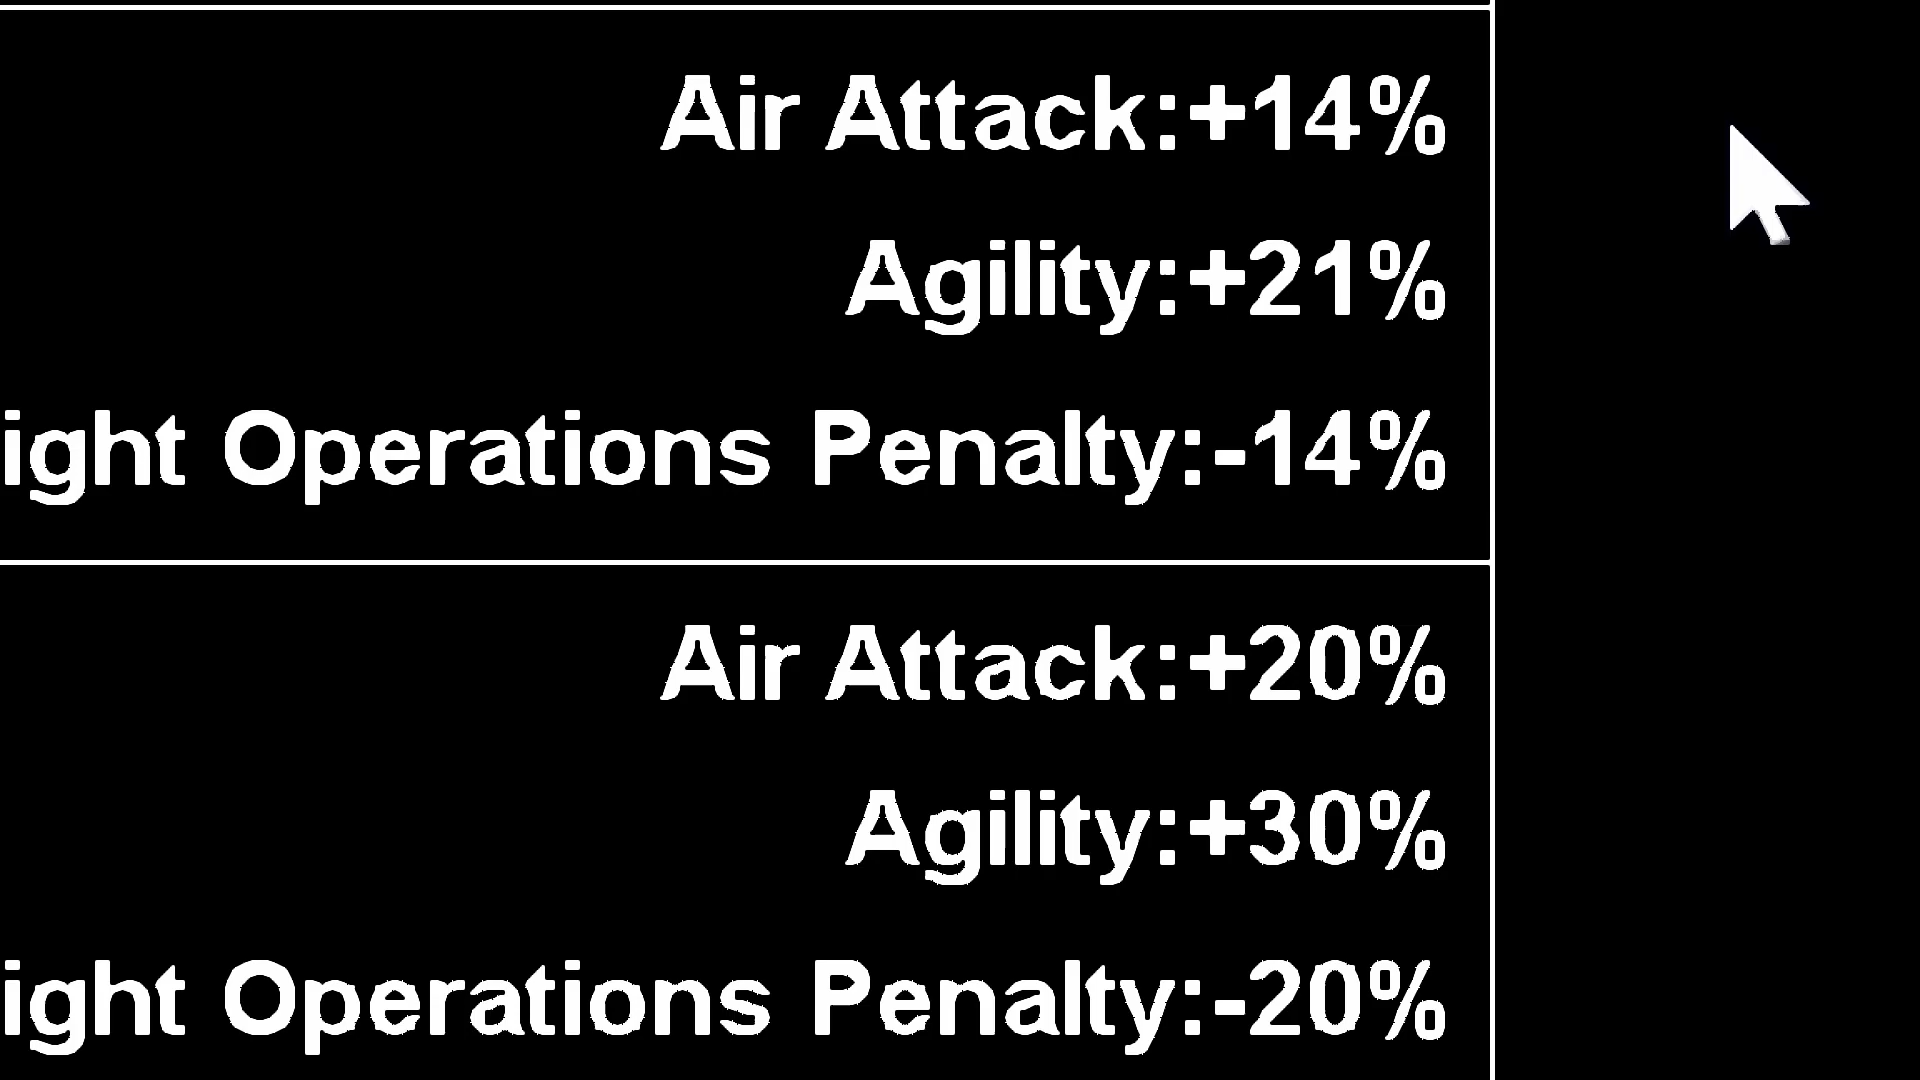 Air Attack:+14%
Agility:+21%
ight Operations Penalty:-14%
Air Attack:+20%
Agility:+30%
ight Operations Penalty:-20%